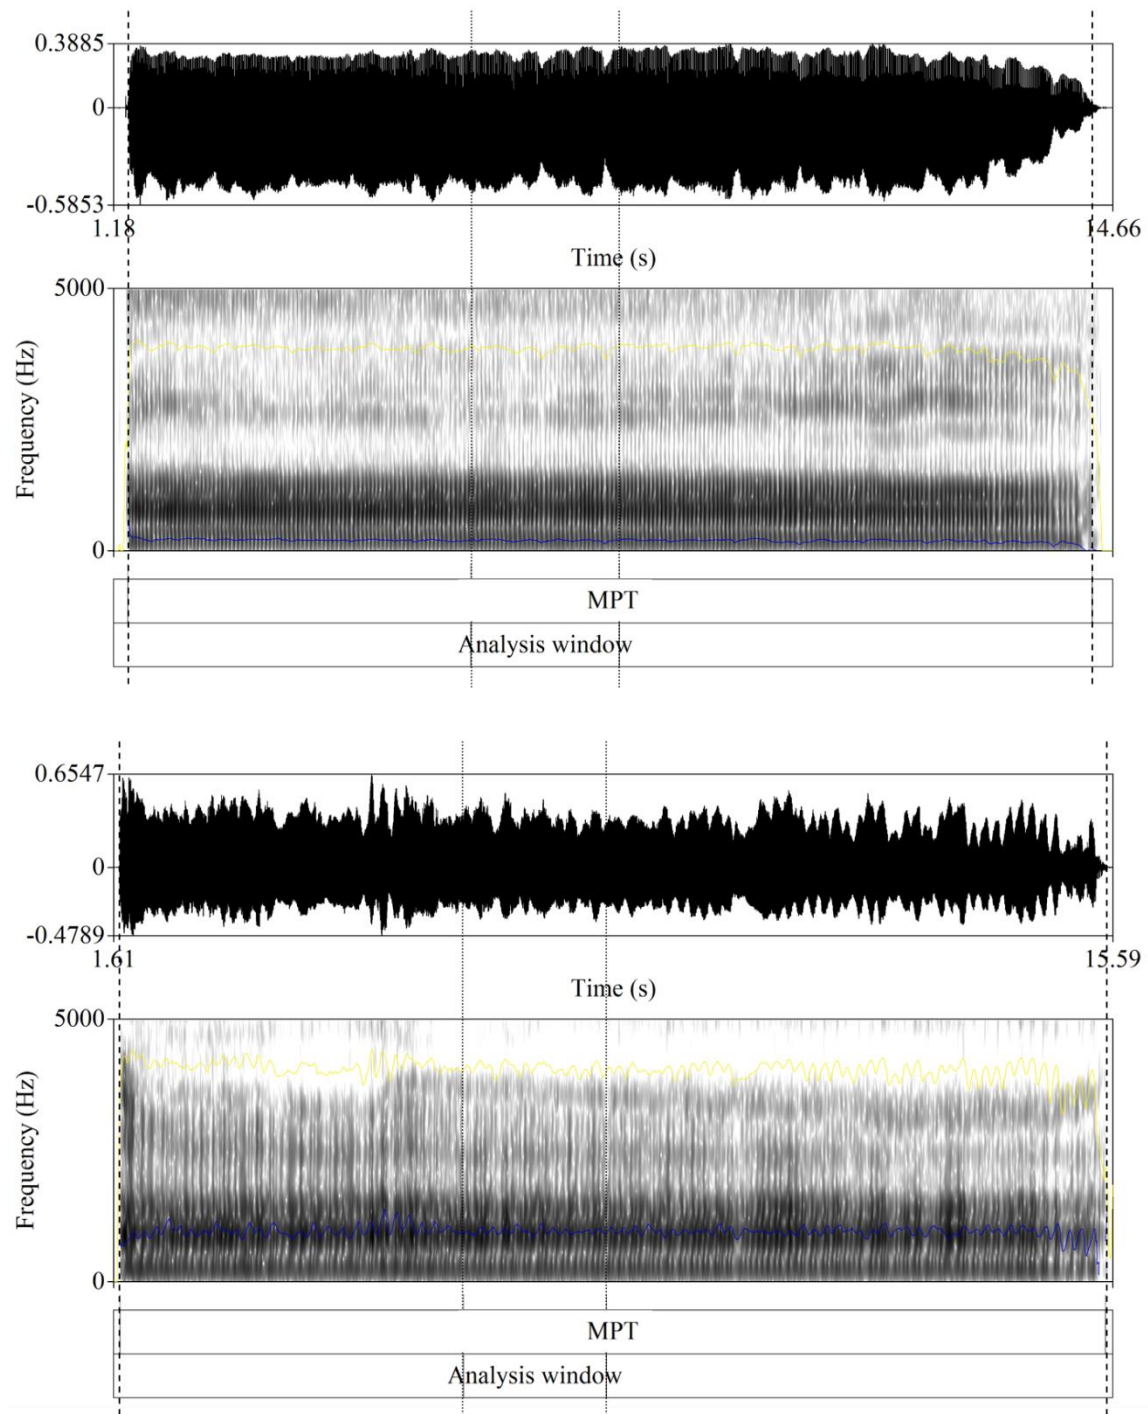 0.3885
0
-0.5853
1.18 14.66
Time (s)
5000
Frequency (Hz)
0
MPT
Analysis window
0.6547
0
-0.4789
1.61 15.59
Time (s)
5000
Frequency (Hz)
0
MPT
Analysis window